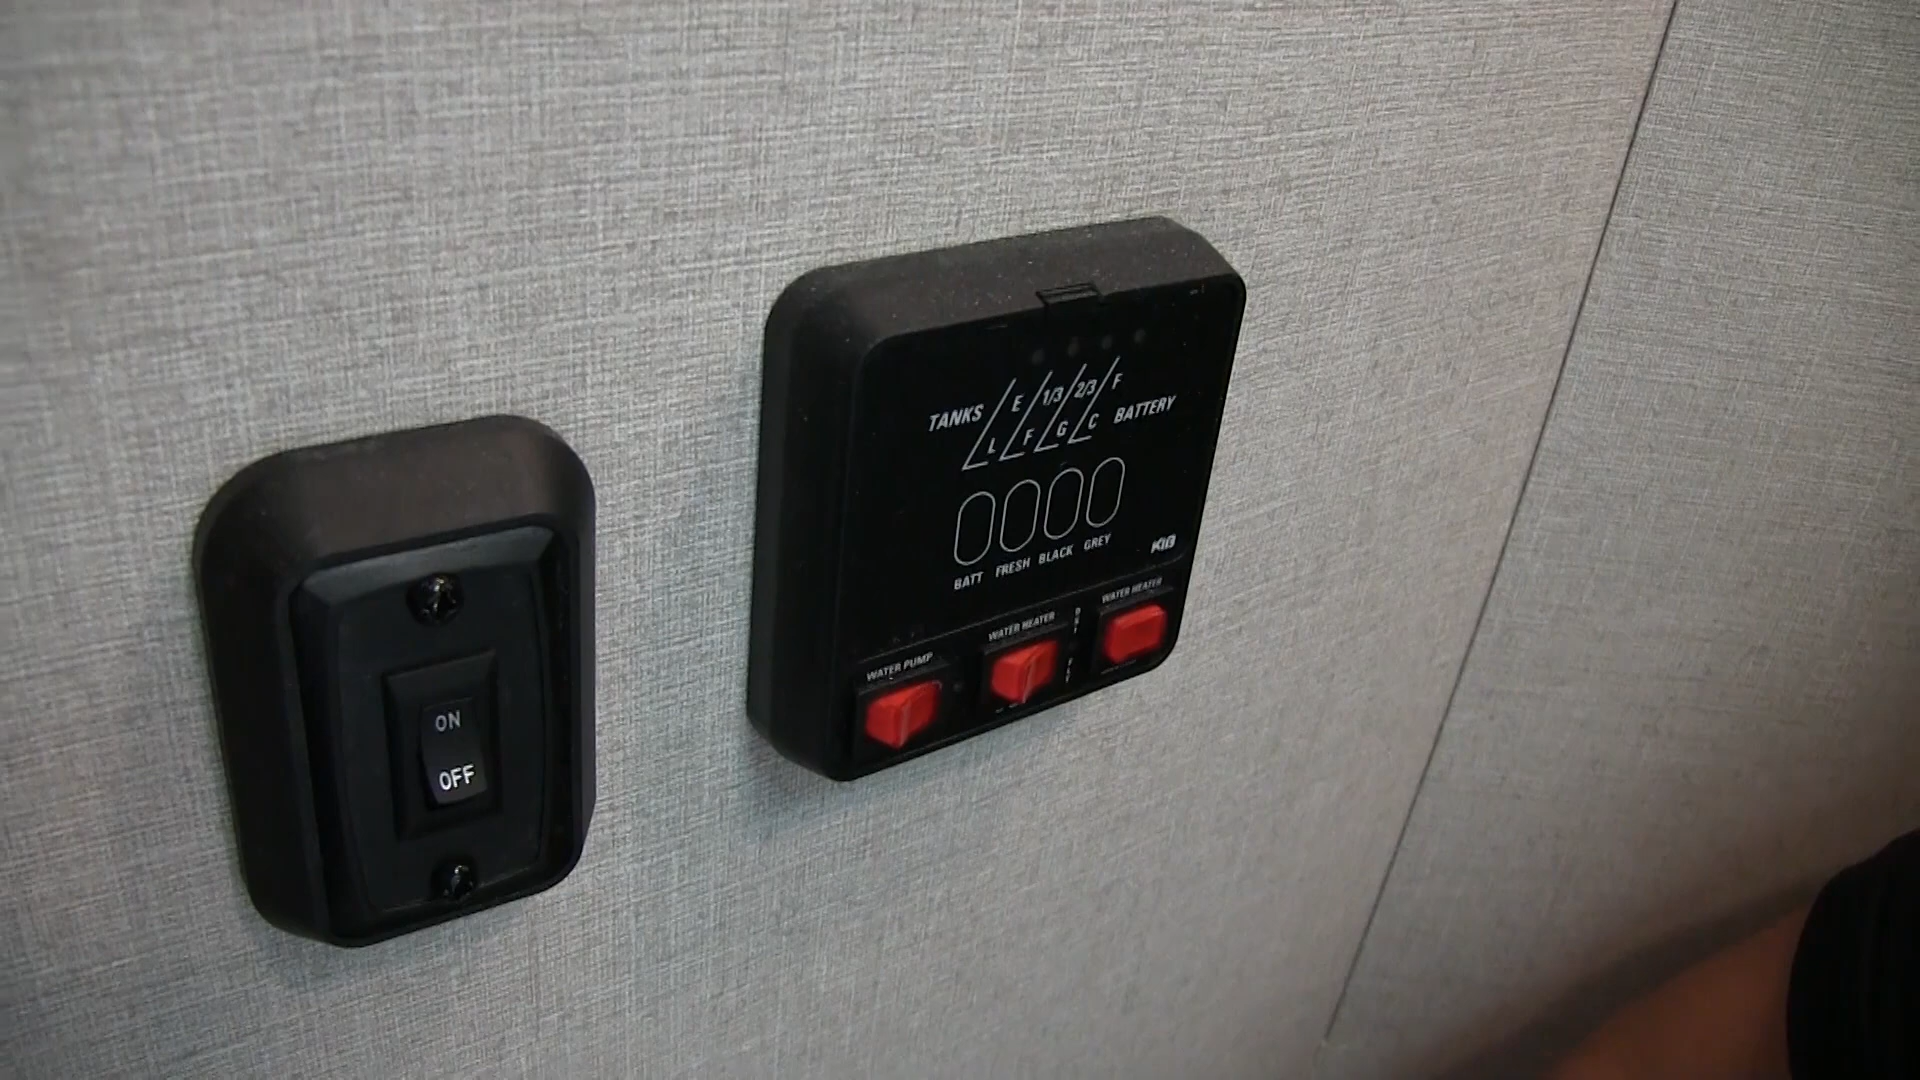 ON
OFF
TANKS E 1/3 2/3 F
L F G C BATTERY
BATT FRESH BLACK GREY
KIB
WATER PUMP
WATER HEATER
WATER HEATER